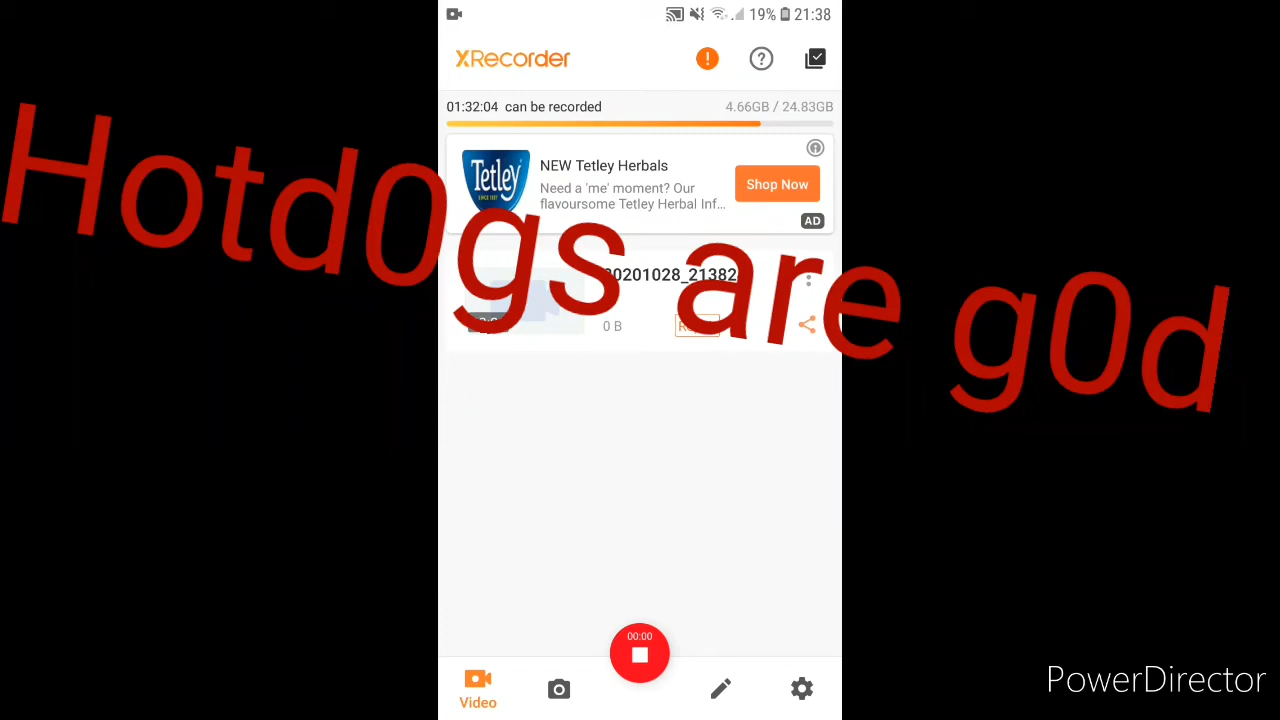 19% 21:38
XRecorder
01:32:04 can be recorded 4.66GB / 24.83GB
Tetley
NEW Tetley Herbals
Need a 'me' moment? Our
flavoursome Tetley Herbal Inf...
Shop Now
AD
Hotd0gs are g0d
20201028_21382
0 B
00:00
Video
PowerDirector